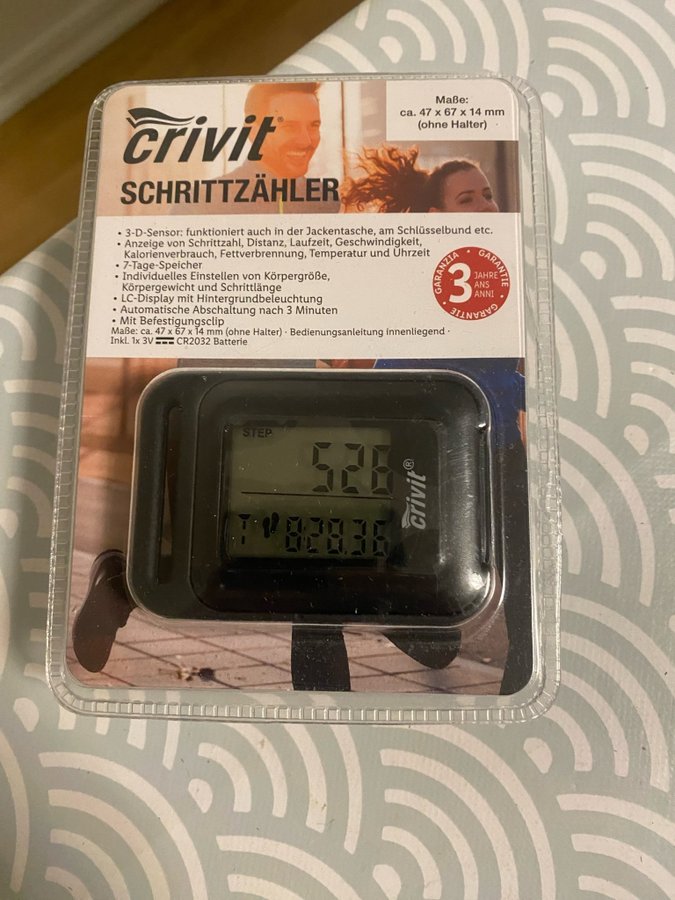 crivit®
SCHRITTZÄHLER
Maße:
ca. 47 x 67 x 14 mm
(ohne Halter)
• 3-D-Sensor: funktioniert auch in der Jackentasche, am Schlüsselbund etc.
• Anzeige von Schrittzahl, Distanz, Laufzeit, Geschwindigkeit,
Kalorienverbrauch, Fettverbrennung, Temperatur und Uhrzeit
• 7-Tage-Speicher
• Individuelles Einstellen von Körpergröße,
Körpergewicht und Schrittlänge
• LC-Display mit Hintergrundbeleuchtung
• Automatische Abschaltung nach 3 Minuten
• Mit Befestigungsclip
Maße: ca. 47 x 67 x 14 mm (ohne Halter) · Bedienungsanleitung innenliegend ·
Inkl. 1x 3V CR2032 Batterie
GARANZIA • GARANTIE • GARANTIE •
3 JAHRE
ANS
ANNI
STEP
526
T 828.36
crivit®